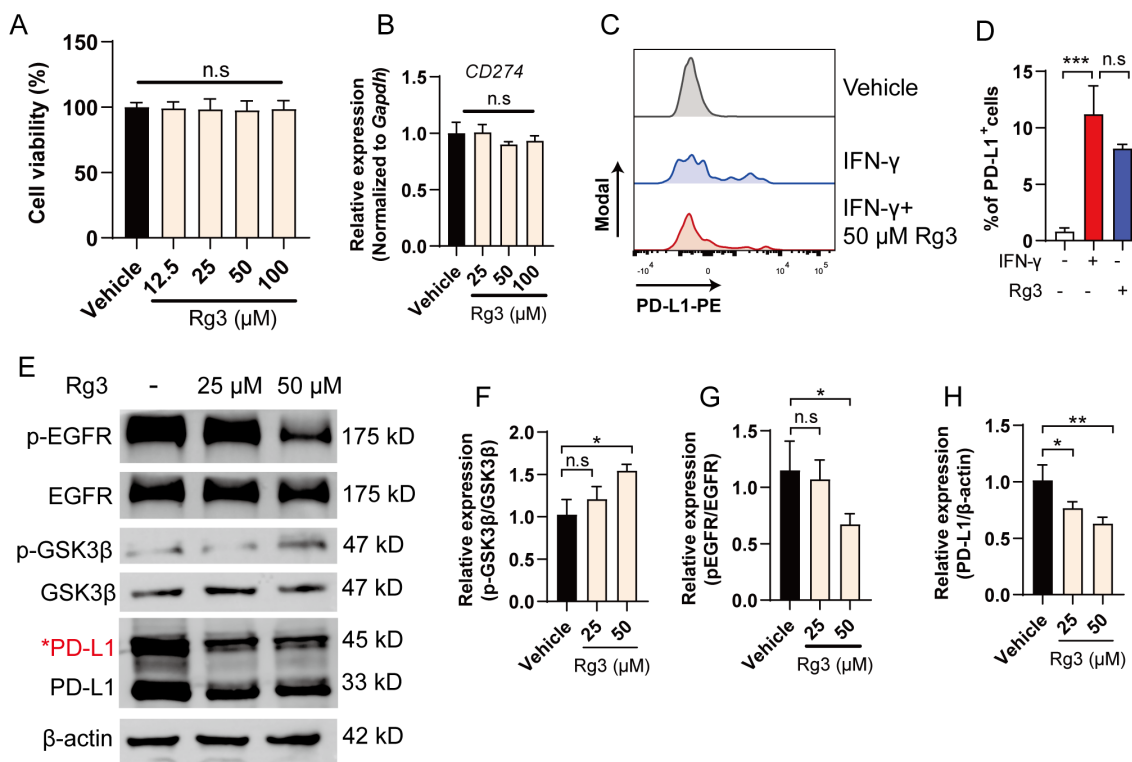 A
Cell viability (%)
150
100
50
0
n.s
Vehicle
12.5
25
50
100
Rg3 (μM)
B
CD274
Relative expression
(Normalized to Gapdh)
1.5
1.0
0.5
0.0
n.s
Vehicle
25
50
100
Rg3 (μM)
C
Modal
Vehicle
IFN-γ
IFN-γ+
50 μM Rg3
-10⁴
0
10⁴
10⁵
PD-L1-PE
D
%of PD-L1⁺cells
15
10
5
0
***
n.s
IFN-γ - + -
Rg3 - - +
E
Rg3 - 25 μM 50 μM
p-EGFR 175 kD
EGFR 175 kD
p-GSK3β 47 kD
GSK3β 47 kD
*PD-L1 45 kD
PD-L1 33 kD
β-actin 42 kD
F
Relative expression
(p-GSK3β/GSK3β)
2.0
1.5
1.0
0.5
0.0
*
n.s
Vehicle
25
50
Rg3 (μM)
G
Relative expression
(pEGFR/EGFR)
1.5
1.0
0.5
0.0
*
n.s
Vehicle
25
50
Rg3 (μM)
H
Relative expression
(PD-L1/β-actin)
1.5
1.0
0.5
0.0
**
*
Vehicle
25
50
Rg3 (μM)